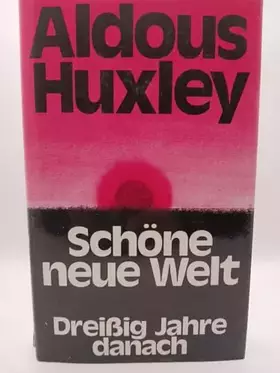 Aldous
Huxley
Schöne
neue Welt
Dreißig Jahre
danach